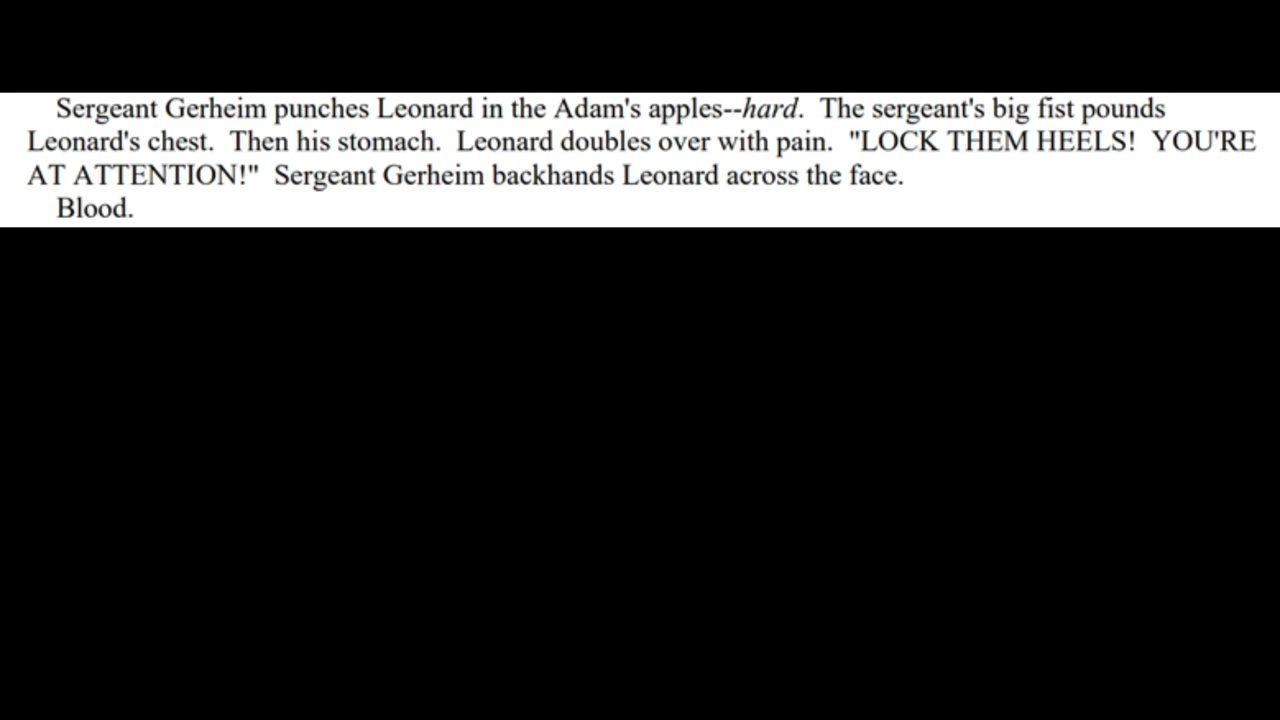 Sergeant Gerheim punches Leonard in the Adam's apples--hard.  The sergeant's big fist pounds
Leonard's chest.  Then his stomach.  Leonard doubles over with pain.  "LOCK THEM HEELS!  YOU'RE
AT ATTENTION!"  Sergeant Gerheim backhands Leonard across the face.
Blood.